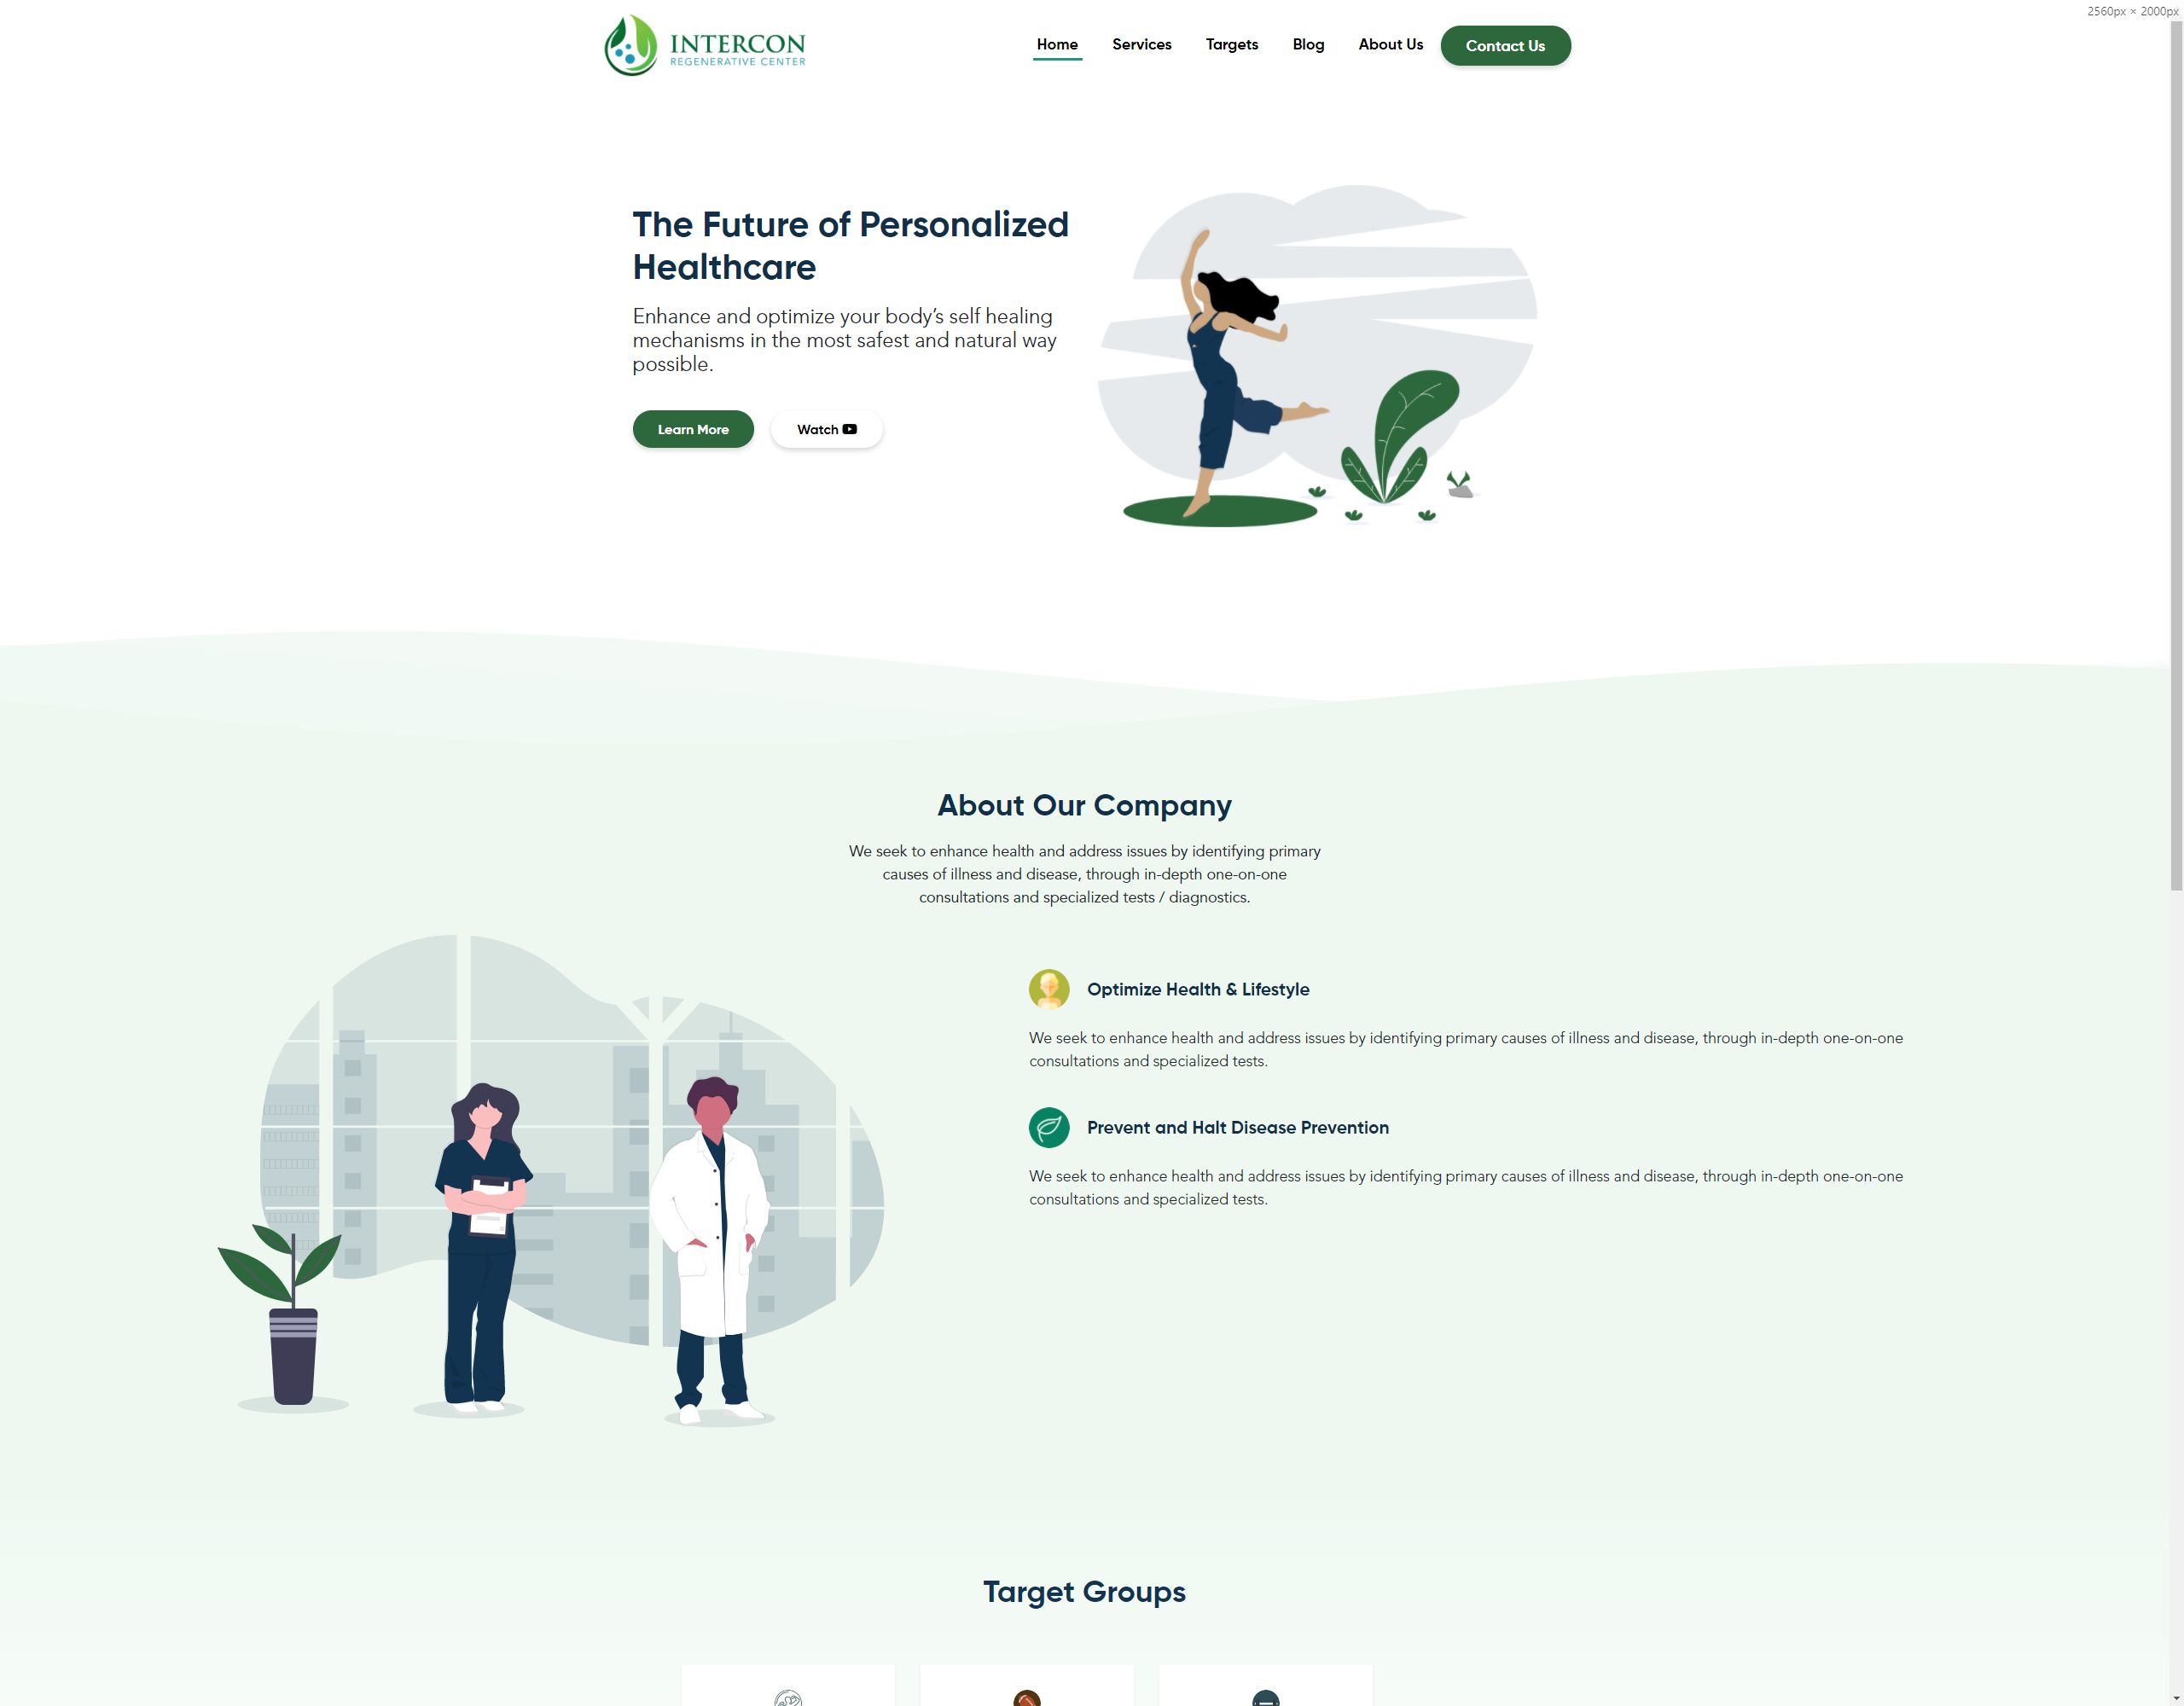 2560px × 2000px
INTERCON
REGENERATIVE CENTER
Home Services Targets Blog About Us Contact Us
The Future of Personalized
Healthcare
Enhance and optimize your body's self healing
mechanisms in the most safest and natural way
possible.
Learn More Watch
About Our Company
We seek to enhance health and address issues by identifying primary
causes of illness and disease, through in-depth one-on-one
consultations and specialized tests / diagnostics.
Optimize Health & Lifestyle
We seek to enhance health and address issues by identifying primary causes of illness and disease, through in-depth one-on-one
consultations and specialized tests.
Prevent and Halt Disease Prevention
We seek to enhance health and address issues by identifying primary causes of illness and disease, through in-depth one-on-one
consultations and specialized tests.
Target Groups